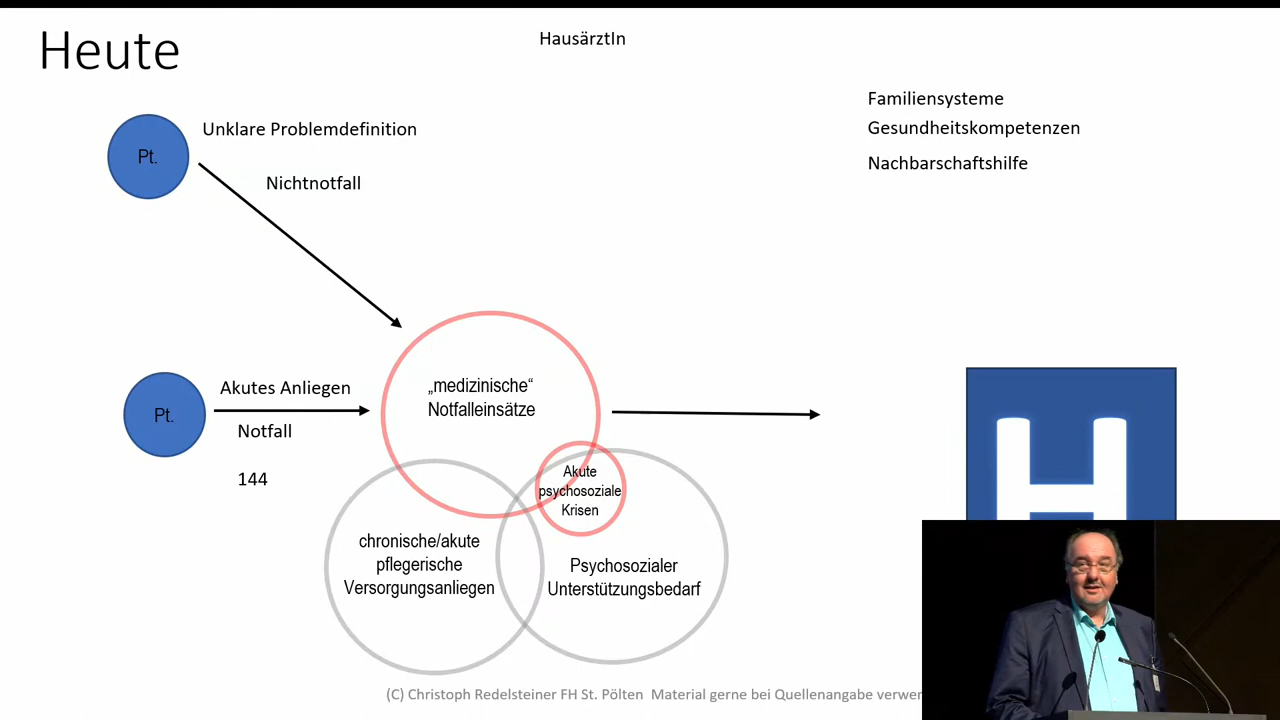 Heute
HausärztIn
Familiensysteme
Gesundheitskompetenzen
Nachbarschaftshilfe
Pt.
Unklare Problemdefinition
Nichtnotfall
Pt.
Akutes Anliegen
Notfall
144
„medizinische“
Notfalleinsätze
Akute
psychosoziale
Krisen
chronische/akute
pflegerische
Versorgungsanliegen
Psychosozialer
Unterstützungsbedarf
H
(C) Christoph Redelsteiner FH St. Pölten Material gerne bei Quellenangabe